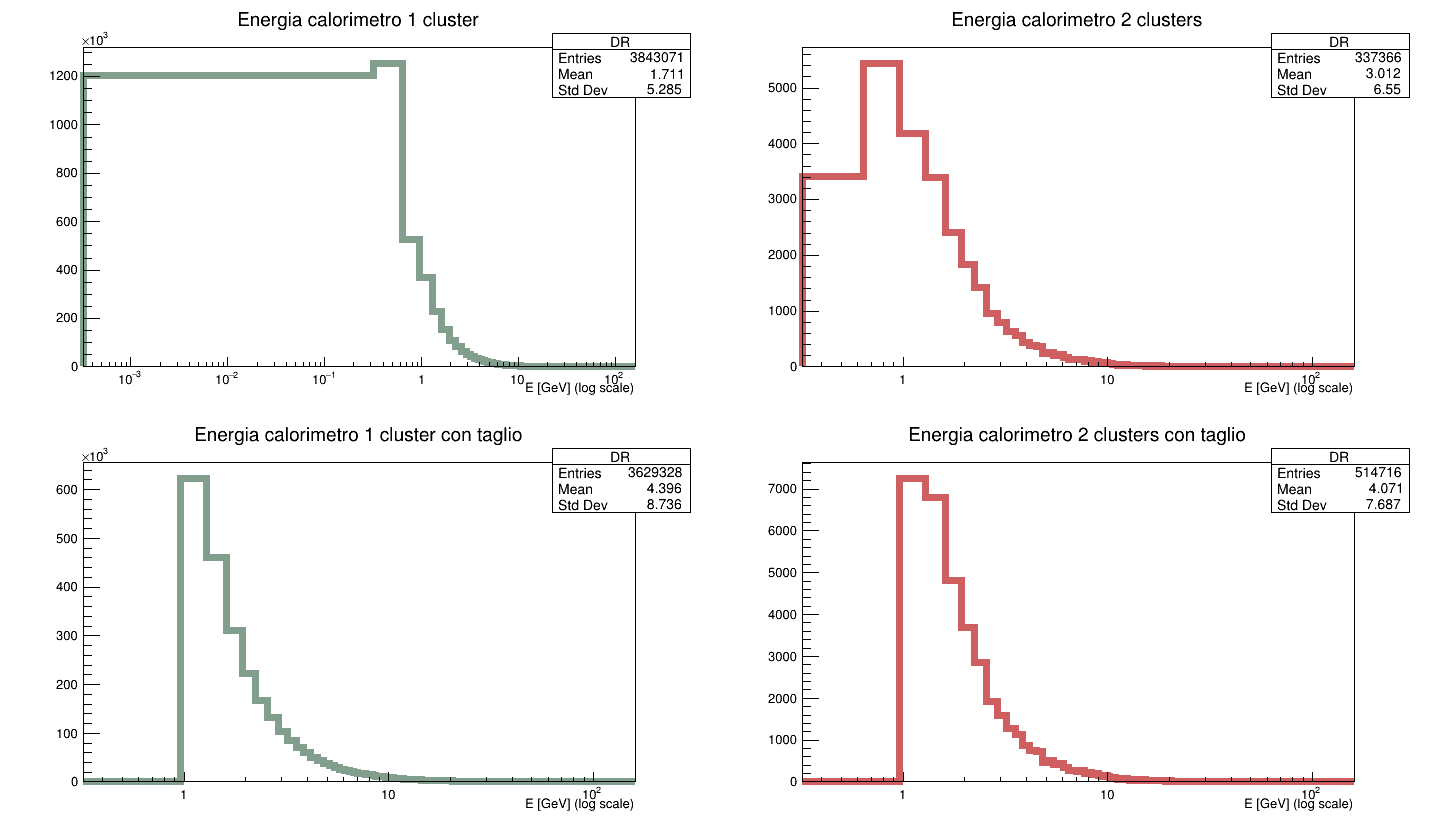 Energia calorimetro 1 cluster
×10³
DR
Entries 3843071
Mean 1.711
Std Dev 5.285
1200
1000
800
600
400
200
0
10⁻³ 10⁻² 10⁻¹ 1 10 10²
E [GeV] (log scale)
Energia calorimetro 2 clusters
DR
Entries 337366
Mean 3.012
Std Dev 6.55
5000
4000
3000
2000
1000
0
1 10 10²
E [GeV] (log scale)
Energia calorimetro 1 cluster con taglio
×10³
DR
Entries 3629328
Mean 4.396
Std Dev 8.736
600
500
400
300
200
100
0
1 10 10²
E [GeV] (log scale)
Energia calorimetro 2 clusters con taglio
DR
Entries 514716
Mean 4.071
Std Dev 7.687
7000
6000
5000
4000
3000
2000
1000
0
1 10 10²
E [GeV] (log scale)